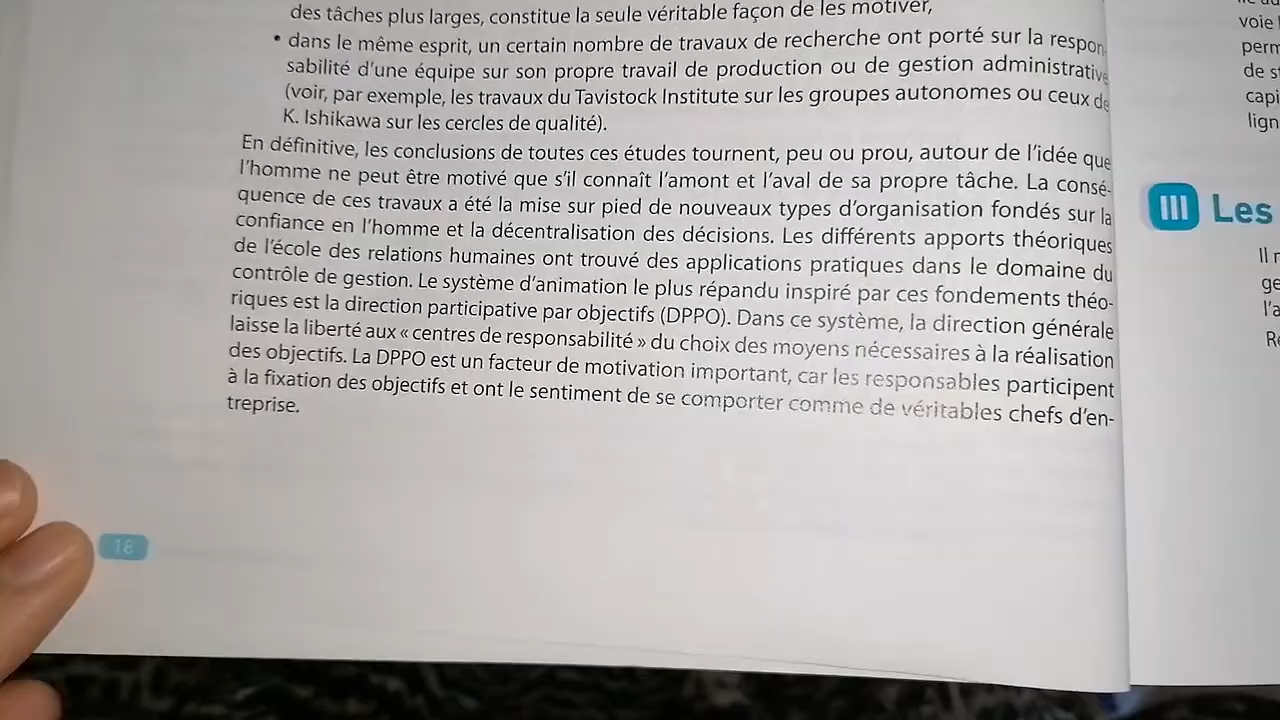 des tâches plus larges, constitue la seule véritable façon de les motiver,
• dans le même esprit, un certain nombre de travaux de recherche ont porté sur la respon-
sabilité d'une équipe sur son propre travail de production ou de gestion administrative
(voir, par exemple, les travaux du Tavistock Institute sur les groupes autonomes ou ceux de
K. Ishikawa sur les cercles de qualité).
En définitive, les conclusions de toutes ces études tournent, peu ou prou, autour de l'idée que
l'homme ne peut être motivé que s'il connaît l'amont et l'aval de sa propre tâche. La consé-
quence de ces travaux a été la mise sur pied de nouveaux types d'organisation fondés sur la
confiance en l'homme et la décentralisation des décisions. Les différents apports théoriques
de l'école des relations humaines ont trouvé des applications pratiques dans le domaine du
contrôle de gestion. Le système d'animation le plus répandu inspiré par ces fondements théo-
riques est la direction participative par objectifs (DPPO). Dans ce système, la direction générale
laisse la liberté aux « centres de responsabilité » du choix des moyens nécessaires à la réalisation
des objectifs. La DPPO est un facteur de motivation important, car les responsables participent
à la fixation des objectifs et ont le sentiment de se comporter comme de véritables chefs d'en-
treprise.
18
voie
perm
de s
capi
lign
III Les
Il
ge
l'a